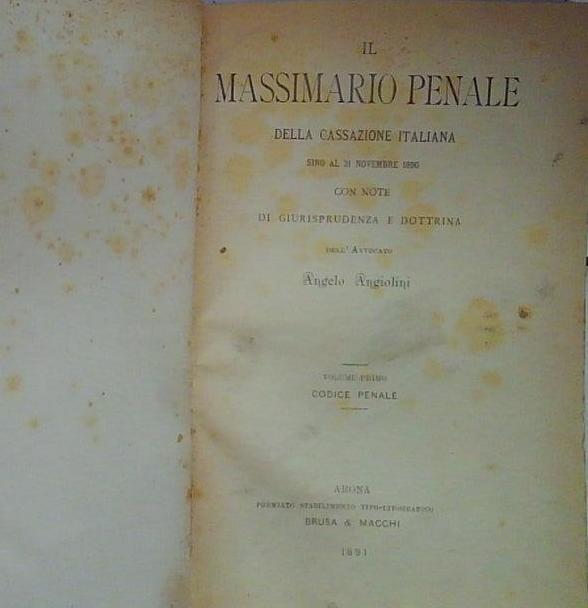 IL
MASSIMARIO PENALE
DELLA CASSAZIONE ITALIANA
SINO AL 21 NOVEMBRE 1890
CON NOTE
DI GIURISPRUDENZA E DOTTRINA
DELL' AVVOCATO
Angelo Angiolini
VOLUME PRIMO
CODICE PENALE
ARONA
PREMIATO STABILIMENTO TIPO-LITOGRAFICO
BRUSA & MACCHI
1891